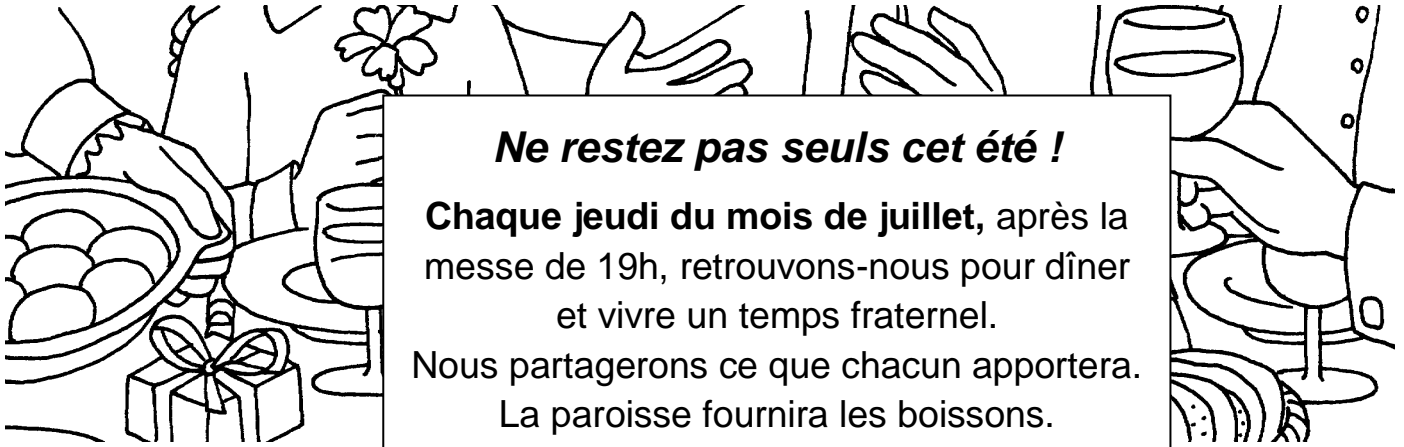 Ne restez pas seuls cet été !
Chaque jeudi du mois de juillet, après la
messe de 19h, retrouvons-nous pour dîner
et vivre un temps fraternel.
Nous partagerons ce que chacun apportera.
La paroisse fournira les boissons.